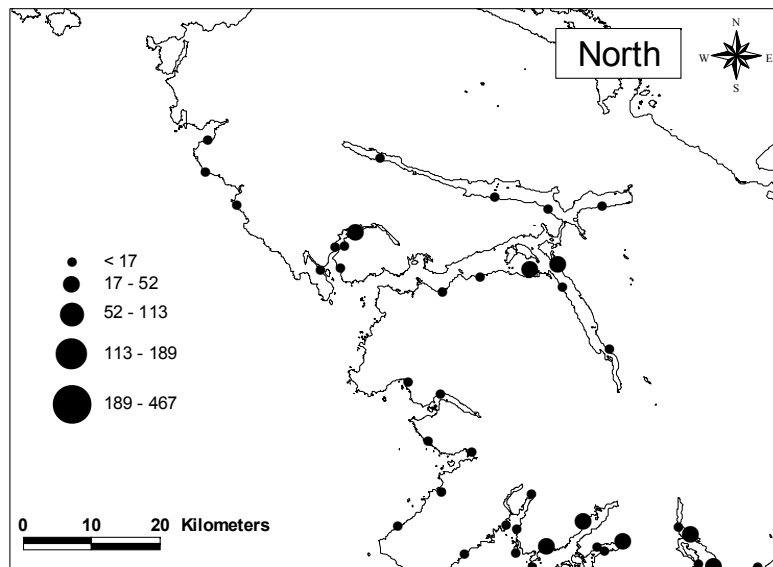 North
N
W E
S
< 17
17 - 52
52 - 113
113 - 189
189 - 467
0 10 20 Kilometers